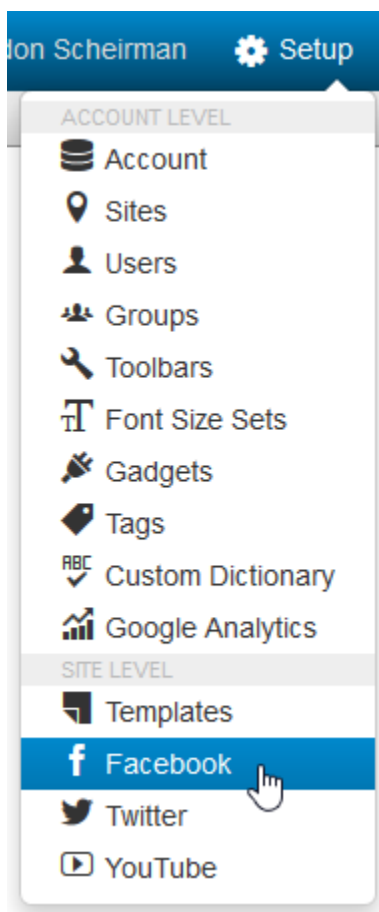 don Scheirman Setup
ACCOUNT LEVEL
Account
Sites
Users
Groups
Toolbars
Font Size Sets
Gadgets
Tags
ABC Custom Dictionary
Google Analytics
SITE LEVEL
Templates
Facebook
Twitter
YouTube